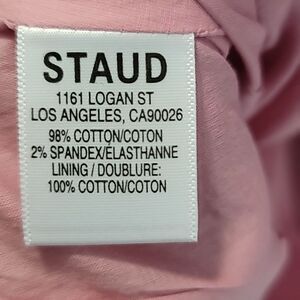 STAUD
1161 LOGAN ST
LOS ANGELES, CA90026
98% COTTON/COTON
2% SPANDEX/ELASTHANNE
LINING / DOUBLURE:
100% COTTON/COTON